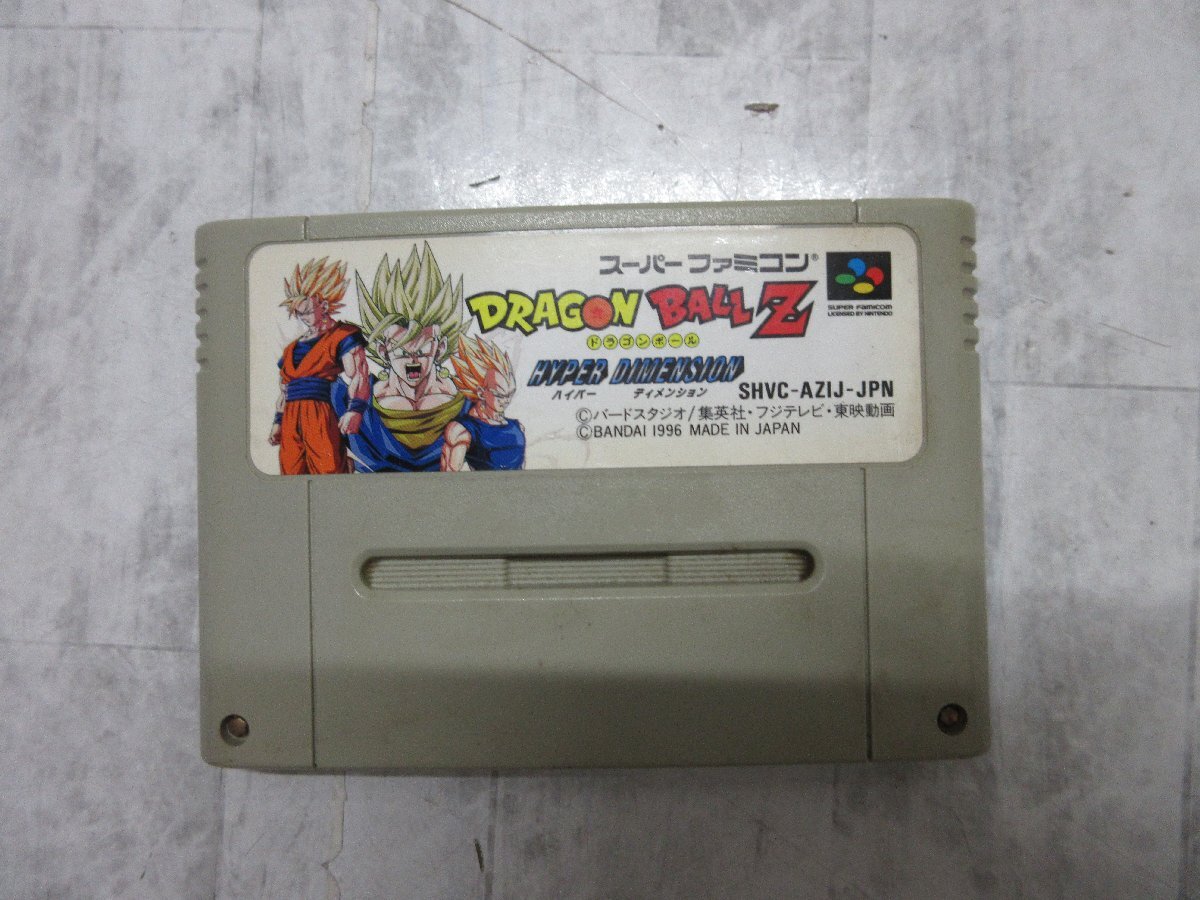 スーパーファミコン®
DRAGON BALL Z
ドラゴンボール
HYPER DIMENSION
ハイパー ディメンション
SUPER FAMICOM
LICENSED BY NINTENDO
SHVC-AZIJ-JPN
©バードスタジオ/集英社・フジテレビ・東映動画
©BANDAI 1996 MADE IN JAPAN